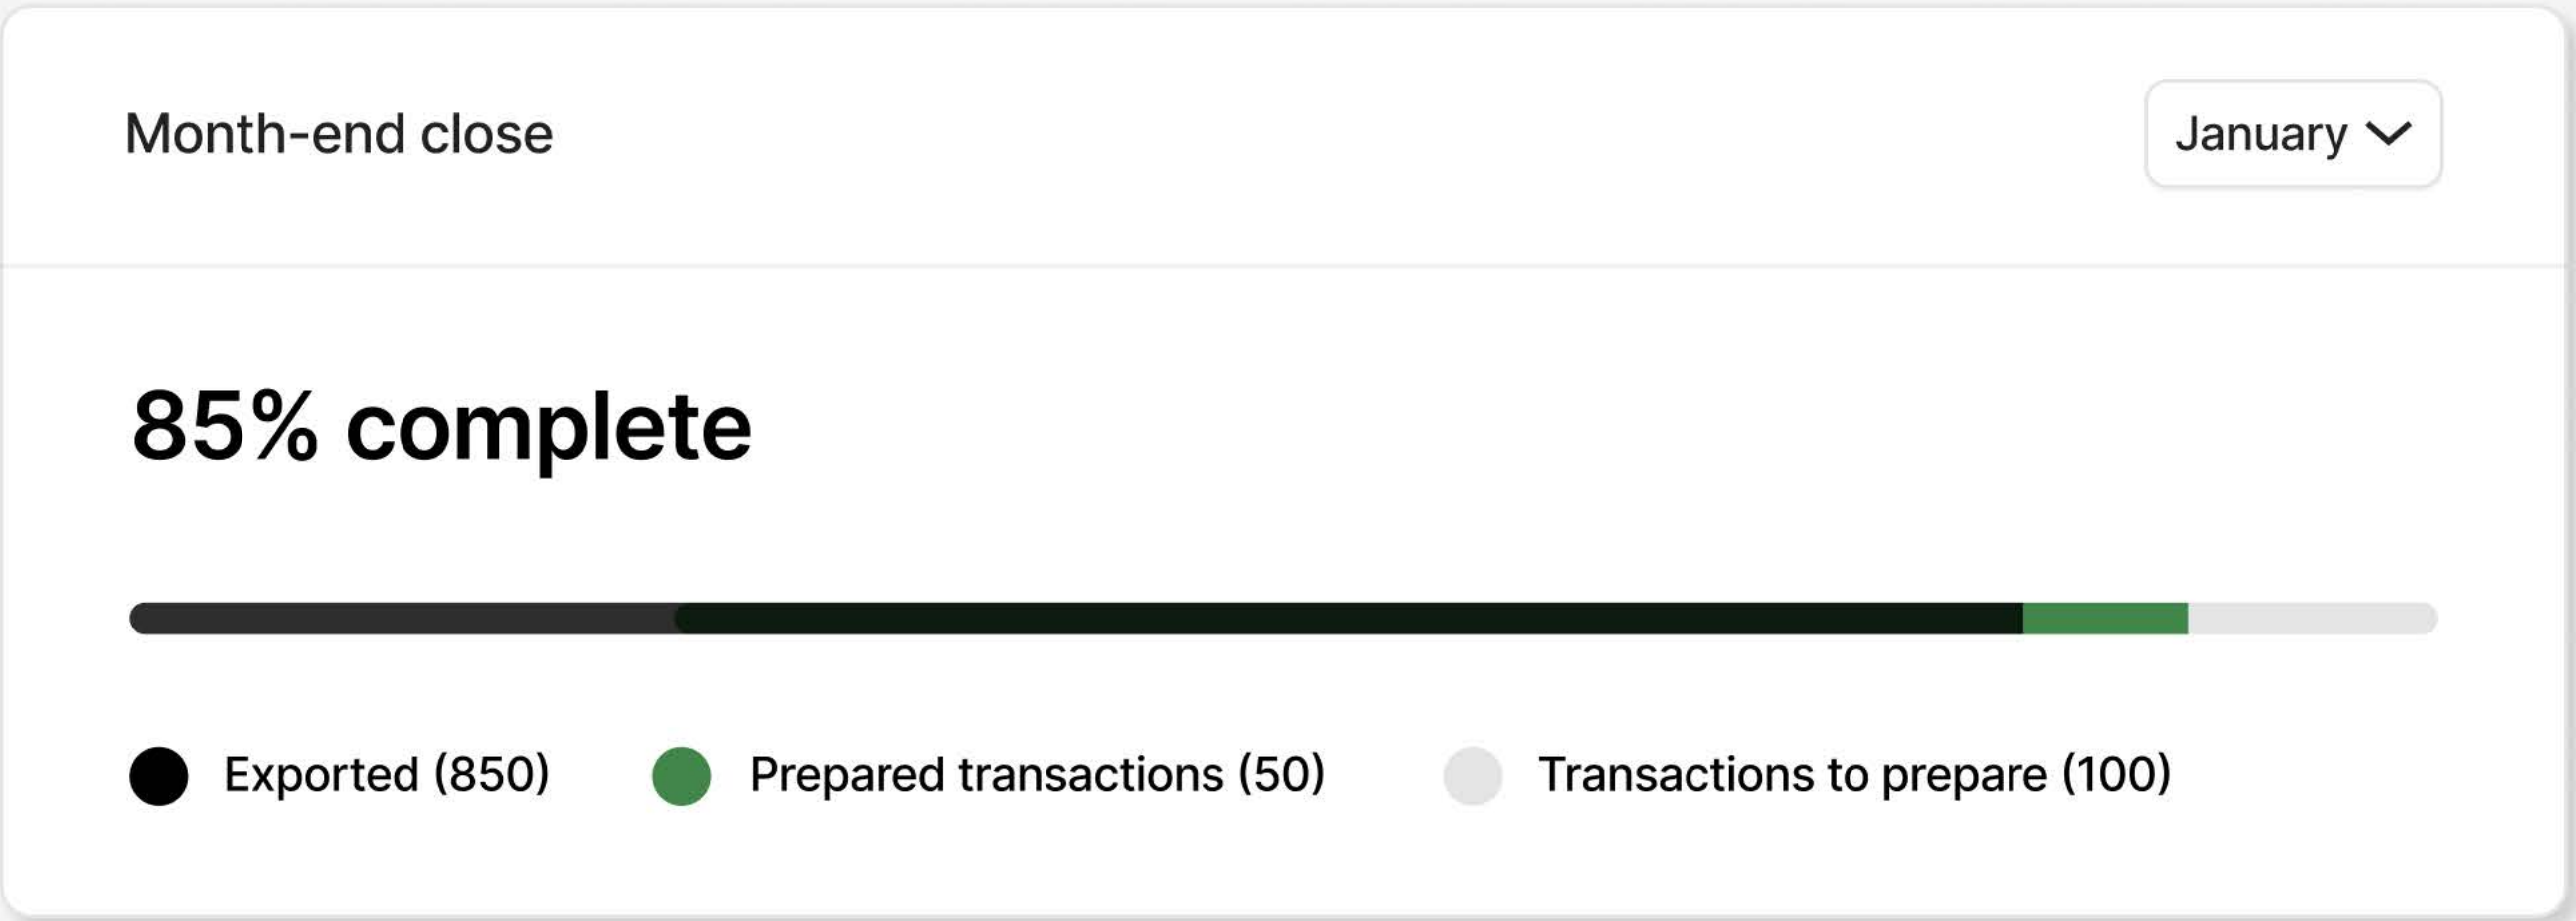 Month-end close
January
85% complete
Exported (850)
Prepared transactions (50)
Transactions to prepare (100)